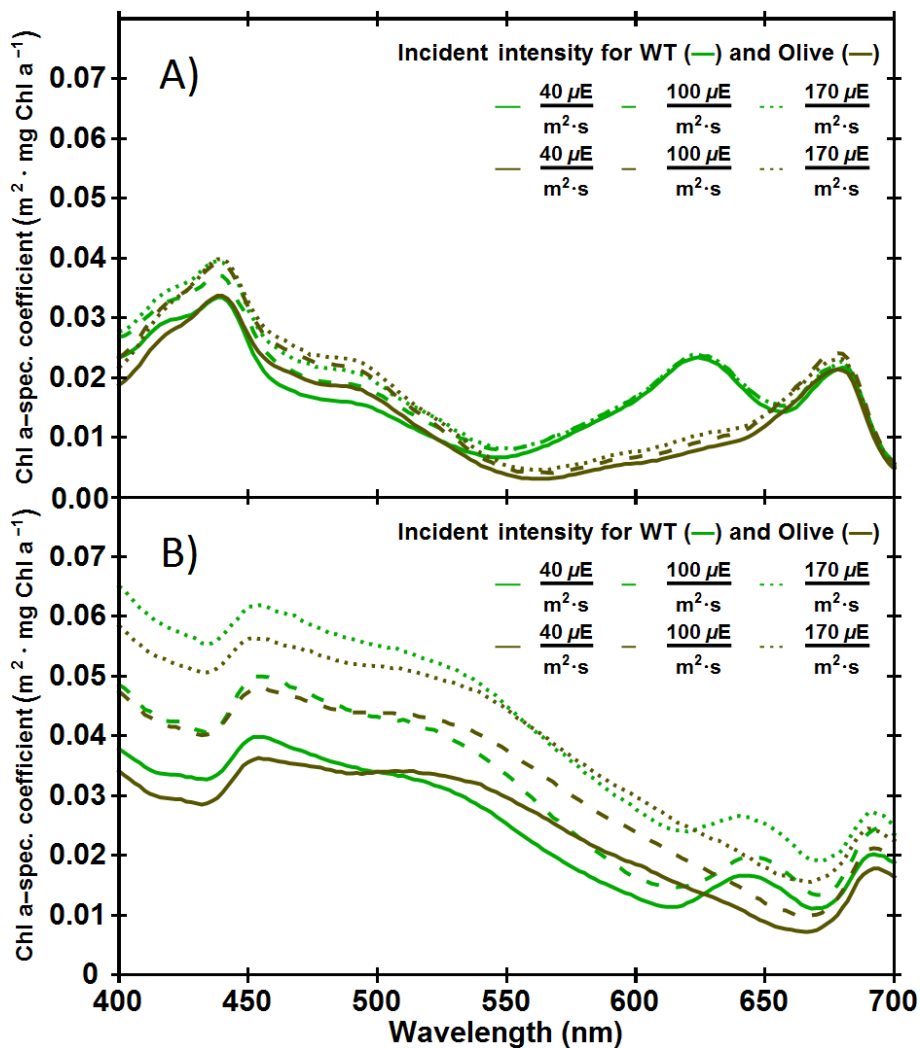 A)
Incident intensity for WT (—) and Olive (—)
40 µE 100 µE 170 µE
m²·s m²·s m²·s
40 µE 100 µE 170 µE
m²·s m²·s m²·s
Chl a–spec. coefficient (m² · mg Chl a⁻¹)
0.07
0.06
0.05
0.04
0.03
0.02
0.01
0.00
B)
Incident intensity for WT (—) and Olive (—)
40 µE 100 µE 170 µE
m²·s m²·s m²·s
40 µE 100 µE 170 µE
m²·s m²·s m²·s
Chl a–spec. coefficient (m² · mg Chl a⁻¹)
0.07
0.06
0.05
0.04
0.03
0.02
0.01
0
400 450 500 550 600 650 700
Wavelength (nm)